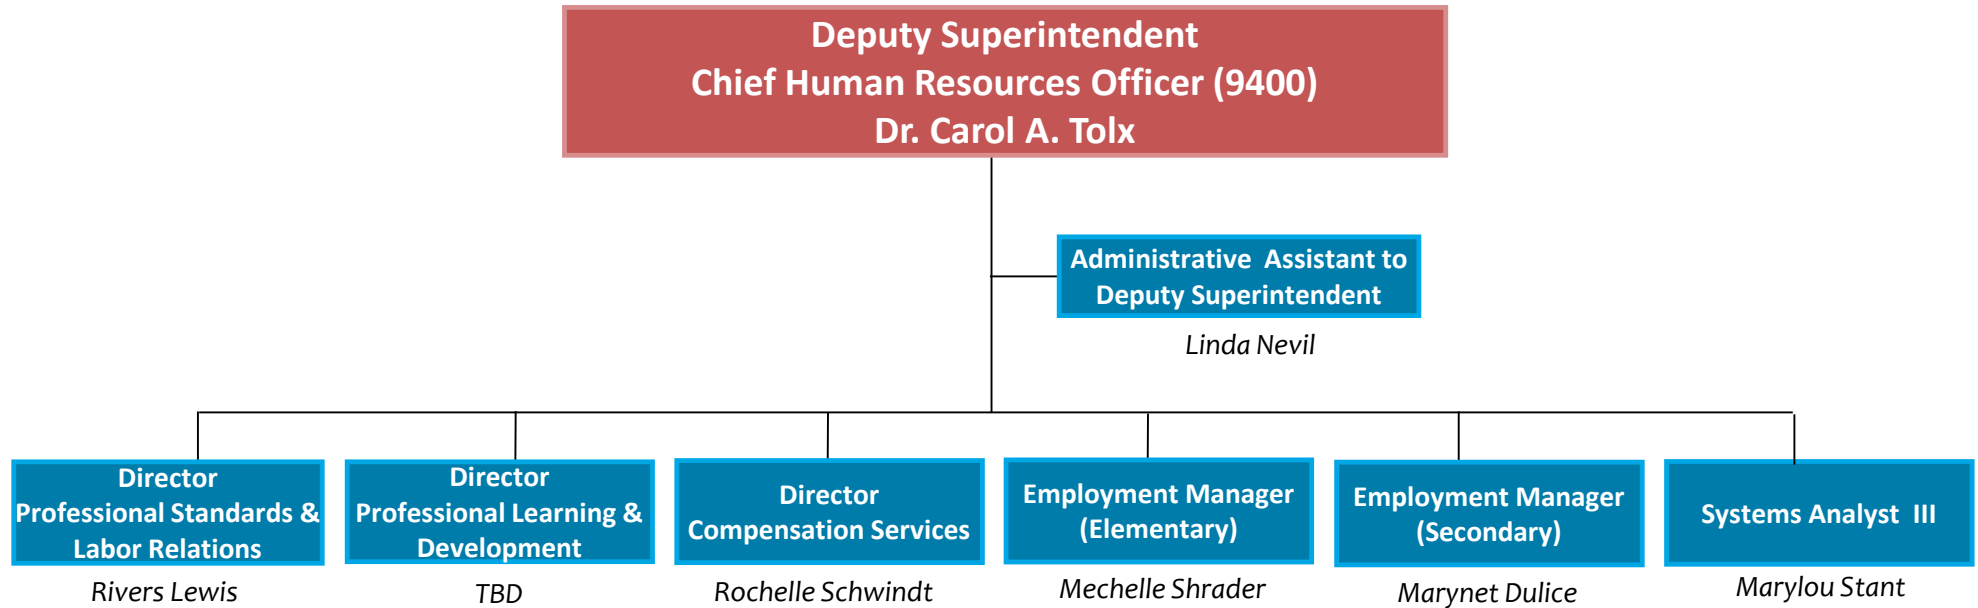 Deputy Superintendent
Chief Human Resources Officer (9400)
Dr. Carol A. Tolx
Administrative Assistant to
Deputy Superintendent
Linda Nevil
Director
Professional Standards &
Labor Relations
Rivers Lewis
Director
Professional Learning &
Development
TBD
Director
Compensation Services
Rochelle Schwindt
Employment Manager
(Elementary)
Mechelle Shrader
Employment Manager
(Secondary)
Marynet Dulice
Systems Analyst III
Marylou Stant